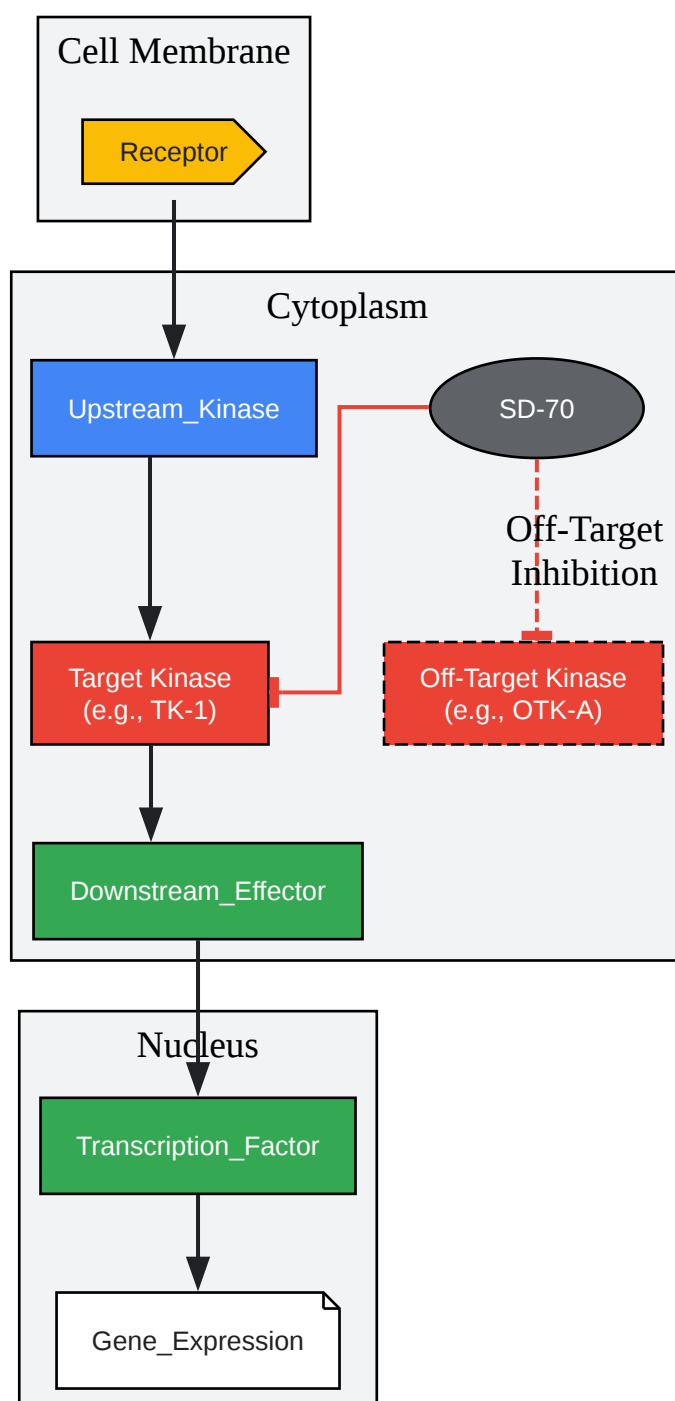 Cell Membrane
Receptor
Cytoplasm
Upstream_Kinase
SD-70
Off-Target
Inhibition
Target Kinase
(e.g., TK-1)
Off-Target Kinase
(e.g., OTK-A)
Downstream_Effector
Nucleus
Transcription_Factor
Gene_Expression